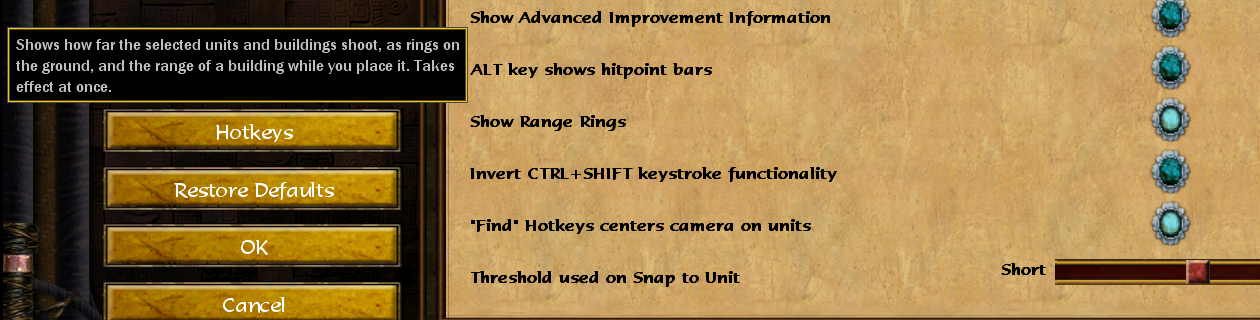 Show Advanced Improvement Information
Shows how far the selected units and buildings shoot, as rings on
the ground, and the range of a building while you place it. Takes
effect at once.
ALT key shows hitpoint bars
Show Range Rings
Hotkeys
Invert CTRL+SHIFT keystroke functionality
Restore Defaults
"Find" Hotkeys centers camera on units
OK
Threshold used on Snap to Unit
Short
Cancel